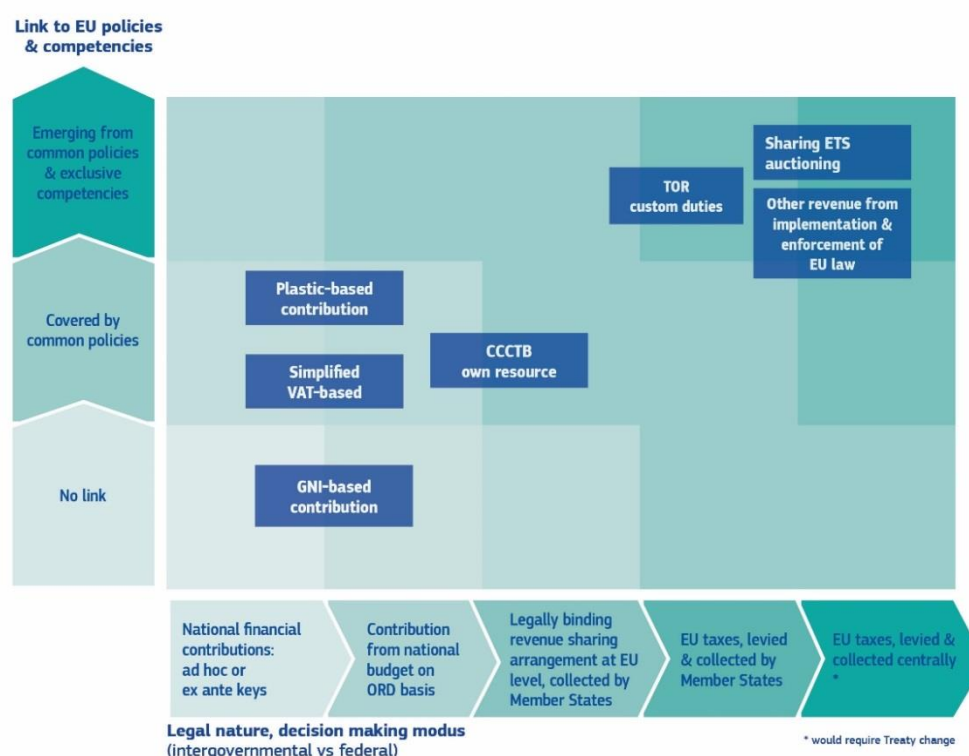 Link to EU policies
& competencies
Emerging from
common policies
& exclusive
competencies
Sharing ETS
auctioning
TOR
custom duties
Other revenue from
implementation &
enforcement of
EU law
Covered by
common policies
Plastic-based
contribution
Simplified
VAT-based
CCCTB
own resource
No link
GNI-based
contribution
National financial
contributions:
ad hoc or
ex ante keys
Contribution
from national
budget on
ORD basis
Legally binding
revenue sharing
arrangement at EU
level, collected by
Member States
EU taxes, levied
& collected by
Member States
EU taxes, levied &
collected centrally
*
Legal nature, decision making modus
(intergovernmental vs federal)
* would require Treaty change